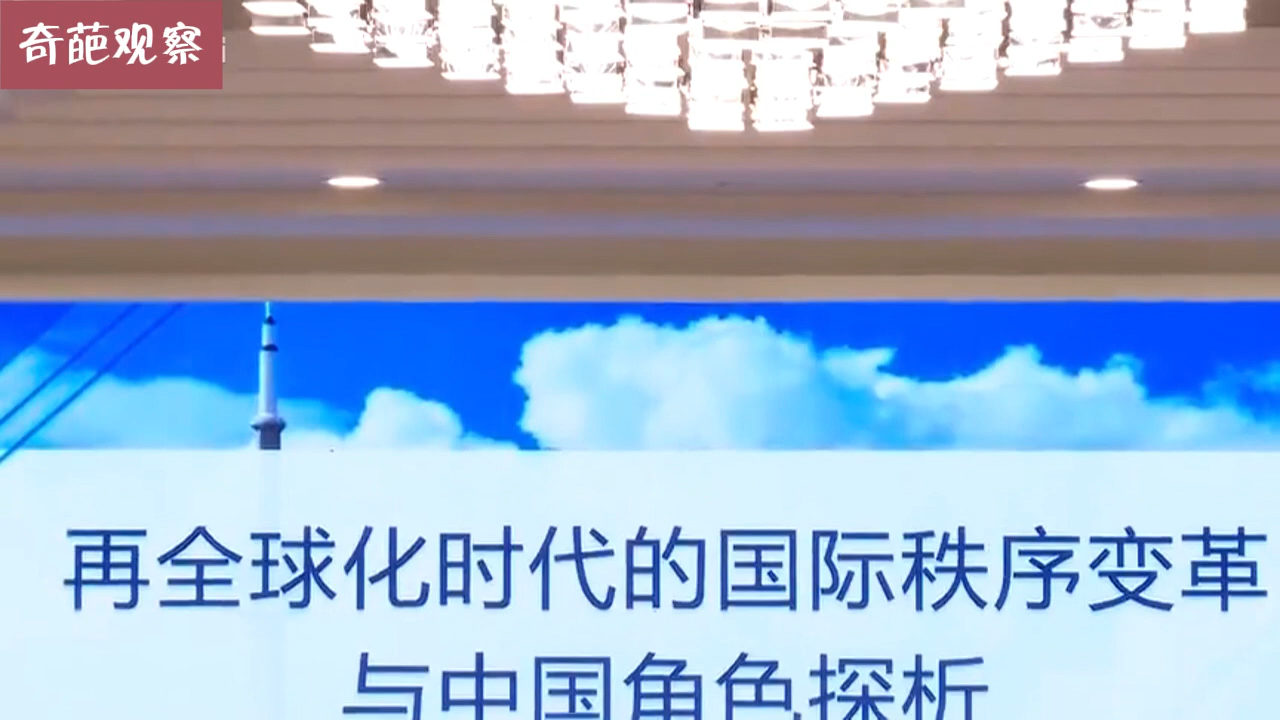 奇葩观察
再全球化时代的国际秩序变革
与中国角色探析